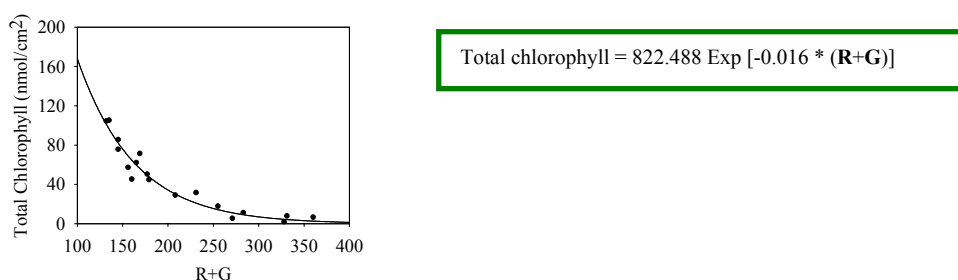 200
160
120
80
40
0
Total Chlorophyll (nmol/cm²)
100 150 200 250 300 350 400
R+G
Total chlorophyll = 822.488 Exp [-0.016 * (R+G)]